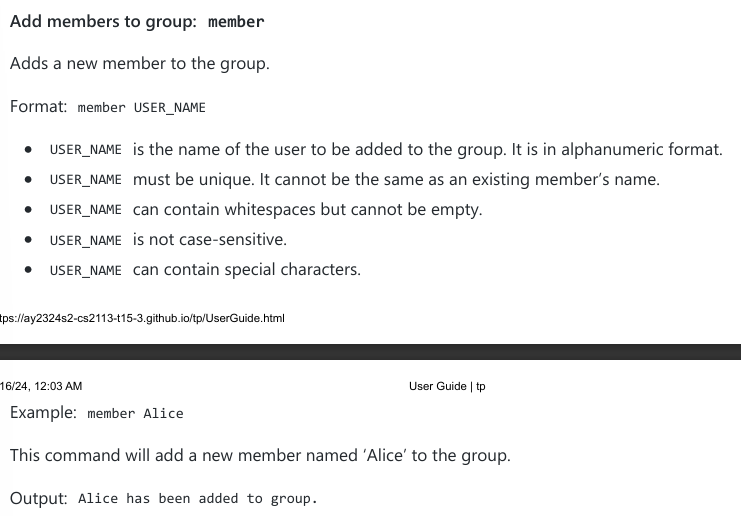 Add members to group: member
Adds a new member to the group.
Format: member USER_NAME
• USER_NAME is the name of the user to be added to the group. It is in alphanumeric format.
• USER_NAME must be unique. It cannot be the same as an existing member’s name.
• USER_NAME can contain whitespaces but cannot be empty.
• USER_NAME is not case-sensitive.
• USER_NAME can contain special characters.
tps://ay2324s2-cs2113-t15-3.github.io/tp/UserGuide.html
16/24, 12:03 AM User Guide | tp
Example: member Alice
This command will add a new member named ‘Alice’ to the group.
Output: Alice has been added to group.